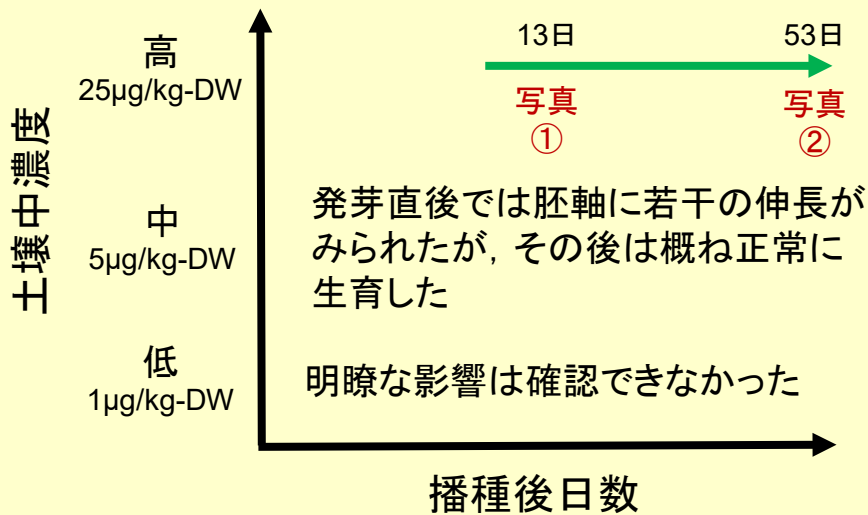 土壌中濃度
高
25µg/kg-DW
13日
53日
写真
①
写真
②
中
5µg/kg-DW
発芽直後では胚軸に若干の伸長が
みられたが，その後は概ね正常に
生育した
低
1µg/kg-DW
明瞭な影響は確認できなかった
播種後日数